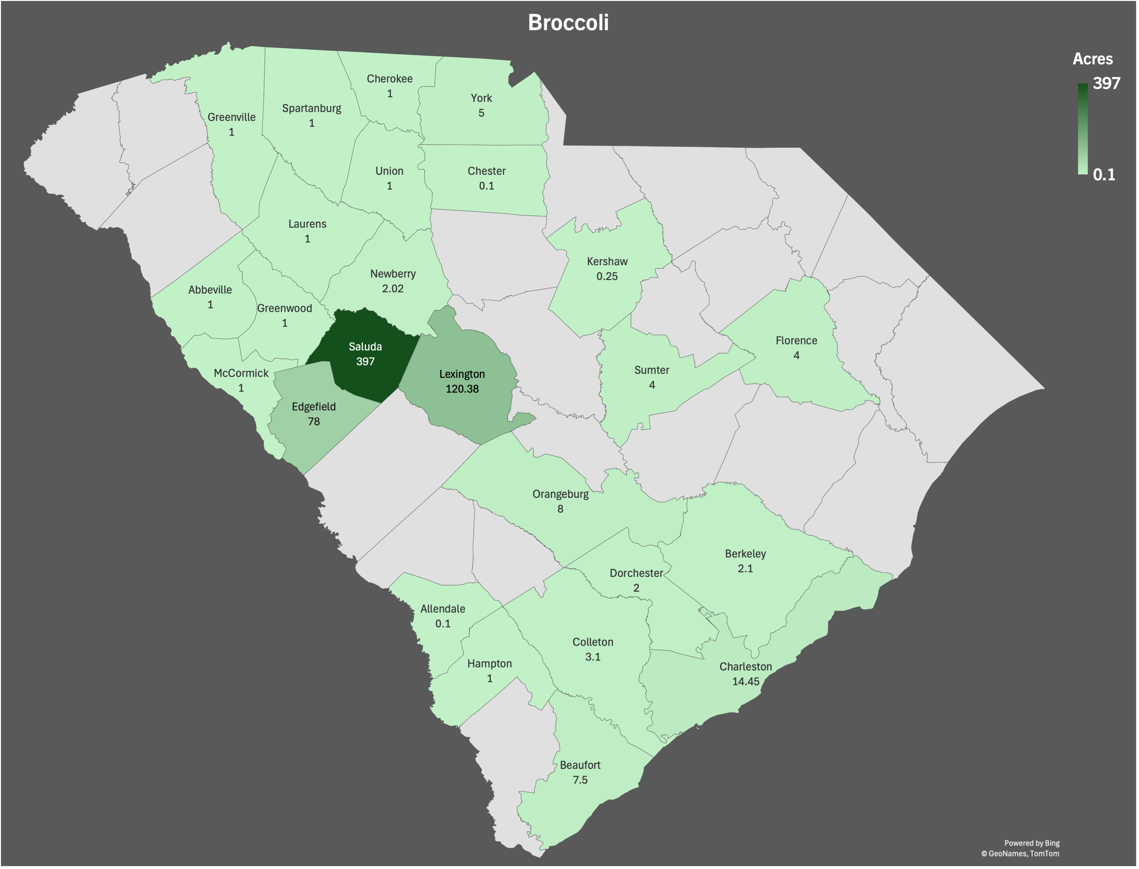 Broccoli
Acres
397
0.1
Cherokee
1
York
5
Spartanburg
1
Greenville
1
Union
1
Chester
0.1
Laurens
1
Kershaw
0.25
Newberry
2.02
Abbeville
1
Greenwood
1
Florence
4
Saluda
397
Sumter
4
McCormick
1
Lexington
120.38
Edgefield
78
Orangeburg
8
Berkeley
2.1
Dorchester
2
Allendale
0.1
Colleton
3.1
Hampton
1
Charleston
14.45
Beaufort
7.5
Powered by Bing
© GeoNames, TomTom